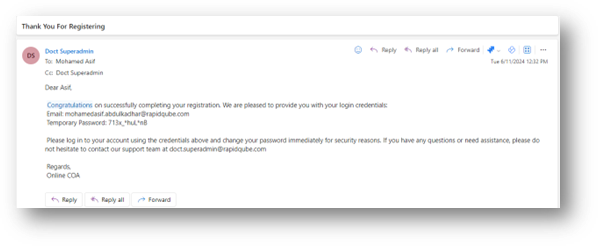 Thank You For Registering
DS
Doct Superadmin
To: Mohamed Asif
Cc: Doct Superadmin
Reply
Reply all
Forward
Tue 6/11/2024 12:32 PM
Dear Asif,
Congratulations on successfully completing your registration. We are pleased to provide you with your login credentials:
Email: mohamedasif.abdulkadhar@rapidqube.com
Temporary Password: 713x_*huL*n8
Please log in to your account using the credentials above and change your password immediately for security reasons. If you have any questions or need assistance, please do
not hesitate to contact our support team at doct.superadmin@rapidqube.com
Regards,
Online COA
Reply
Reply all
Forward